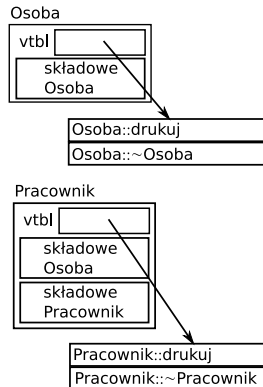 Osoba
vtbl
składowe
Osoba
Osoba::drukuj
Osoba::~Osoba
Pracownik
vtbl
składowe
Osoba
składowe
Pracownik
Pracownik::drukuj
Pracownik::~Pracownik